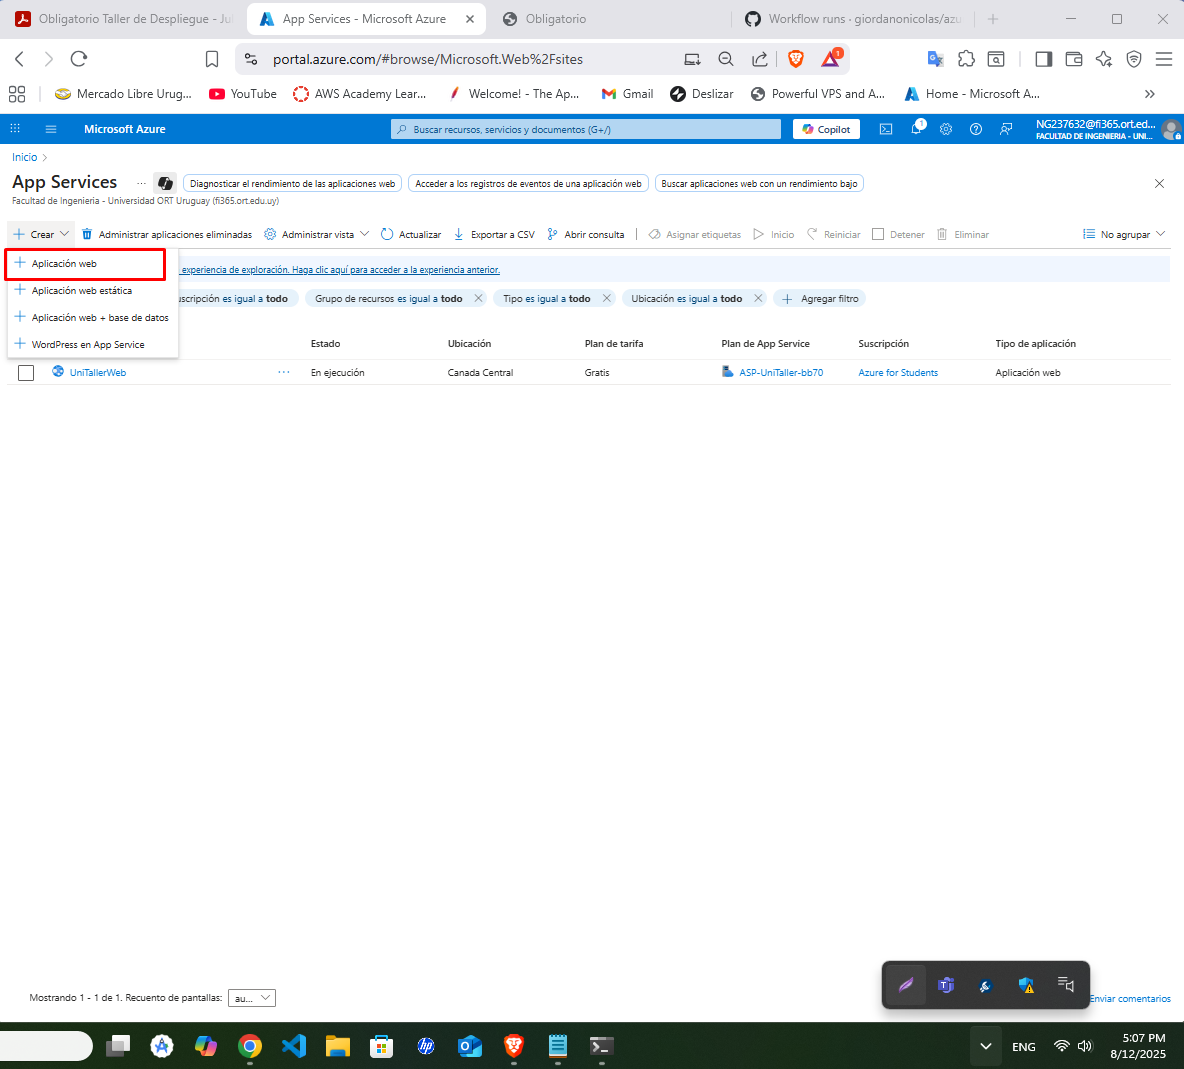 Obligatorio Taller de Despliegue - Ju
App Services - Microsoft Azure
Obligatorio
Workflow runs · giordanonicolas/azu
portal.azure.com/#browse/Microsoft.Web%2Fsites
1
Mercado Libre Urug...
YouTube
AWS Academy Lear...
Welcome! - The Ap...
Gmail
Deslizar
Powerful VPS and A...
Home - Microsoft A...
Microsoft Azure
Buscar recursos, servicios y documentos (G+/)
Copilot
1
NG237632@fi365.ort.ed...
FACULTAD DE INGENIERIA - UNI...
Inicio
App Services
Diagnosticar el rendimiento de las aplicaciones web
Acceder a los registros de eventos de una aplicación web
Buscar aplicaciones web con un rendimiento bajo
Facultad de Ingenieria - Universidad ORT Uruguay (fi365.ort.edu.uy)
Crear
Administrar aplicaciones eliminadas
Administrar vista
Actualizar
Exportar a CSV
Abrir consulta
Asignar etiquetas
Inicio
Reiniciar
Detener
Eliminar
No agrupar
Aplicación web
Aplicación web estática
Aplicación web + base de datos
WordPress en App Service
experiencia de exploración. Haga clic aquí para acceder a la experiencia anterior.
uscripción es igual a todo
Grupo de recursos es igual a todo
Tipo es igual a todo
Ubicación es igual a todo
Agregar filtro
Estado
Ubicación
Plan de tarifa
Plan de App Service
Suscripción
Tipo de aplicación
UniTallerWeb
En ejecución
Canada Central
Gratis
ASP-UniTaller-bb70
Azure for Students
Aplicación web
Mostrando 1 - 1 de 1. Recuento de pantallas:
au...
Enviar comentarios
ENG
5:07 PM
8/12/2025